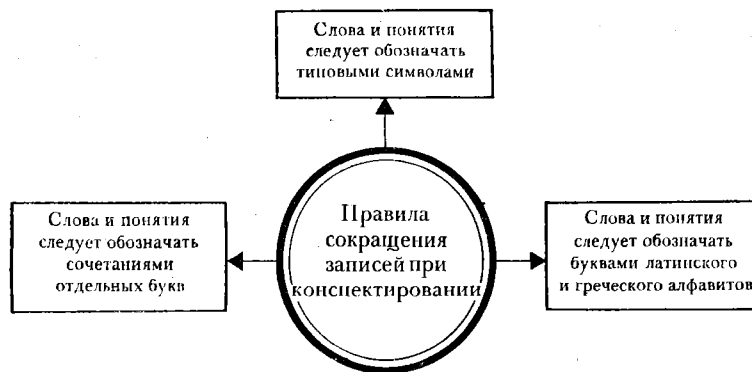 Слова и понятия
следует обозначать
типовыми символами
Слова и понятия
следует обозначать
сочетаниями
отдельных букв
Правила
сокращения
записей при
конспектировании
Слова и понятия
следует обозначать
буквами латинского
и греческого алфавитов